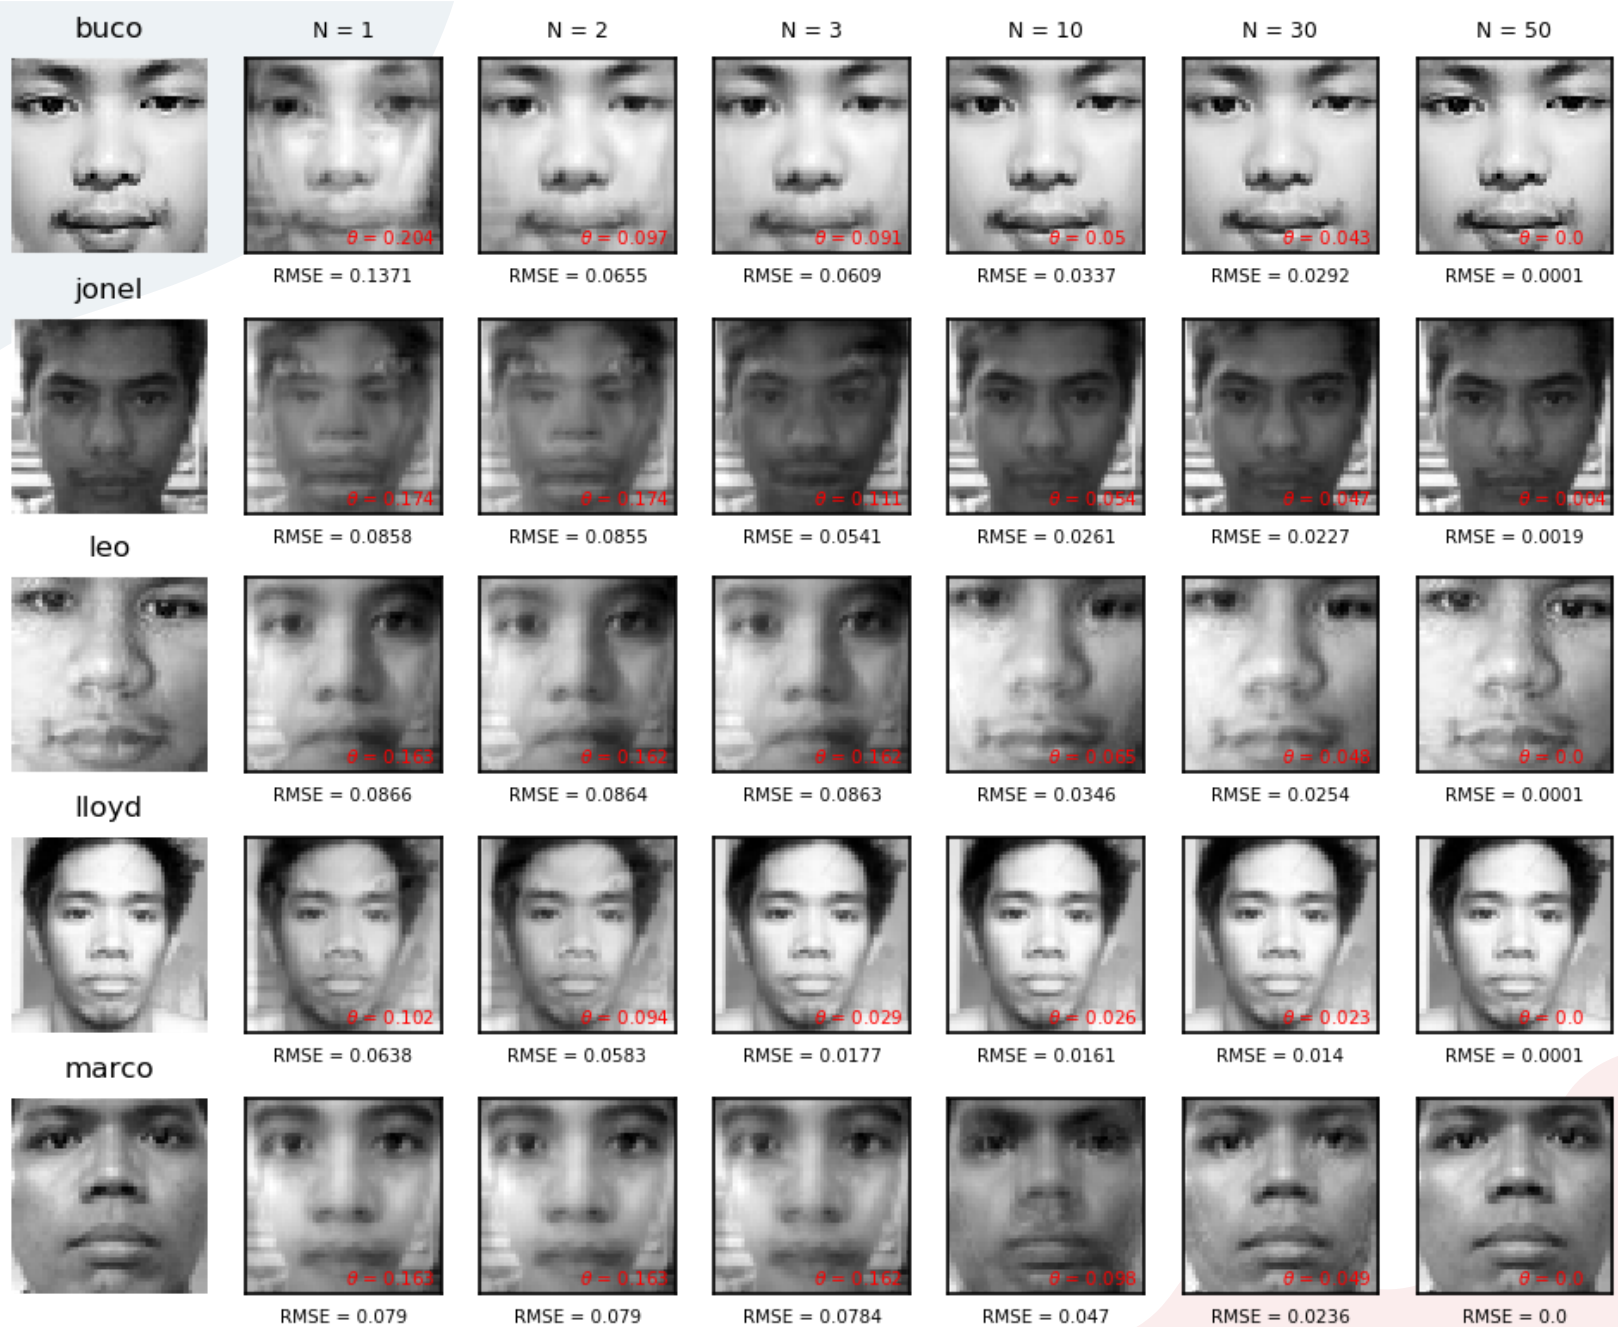 buco N = 1 N = 2 N = 3 N = 10 N = 30 N = 50
θ = 0.204 θ = 0.097 θ = 0.091 θ = 0.05 θ = 0.043 θ = 0.0
RMSE = 0.1371 RMSE = 0.0655 RMSE = 0.0609 RMSE = 0.0337 RMSE = 0.0292 RMSE = 0.0001
jonel
θ = 0.174 θ = 0.174 θ = 0.111 θ = 0.054 θ = 0.047 θ = 0.004
RMSE = 0.0858 RMSE = 0.0855 RMSE = 0.0541 RMSE = 0.0261 RMSE = 0.0227 RMSE = 0.0019
leo
θ = 0.163 θ = 0.162 θ = 0.162 θ = 0.065 θ = 0.048 θ = 0.0
RMSE = 0.0866 RMSE = 0.0864 RMSE = 0.0863 RMSE = 0.0346 RMSE = 0.0254 RMSE = 0.0001
lloyd
θ = 0.102 θ = 0.094 θ = 0.029 θ = 0.026 θ = 0.023 θ = 0.0
RMSE = 0.0638 RMSE = 0.0583 RMSE = 0.0177 RMSE = 0.0161 RMSE = 0.014 RMSE = 0.0001
marco
θ = 0.163 θ = 0.163 θ = 0.162 θ = 0.098 θ = 0.049 θ = 0.0
RMSE = 0.079 RMSE = 0.079 RMSE = 0.0784 RMSE = 0.047 RMSE = 0.0236 RMSE = 0.0